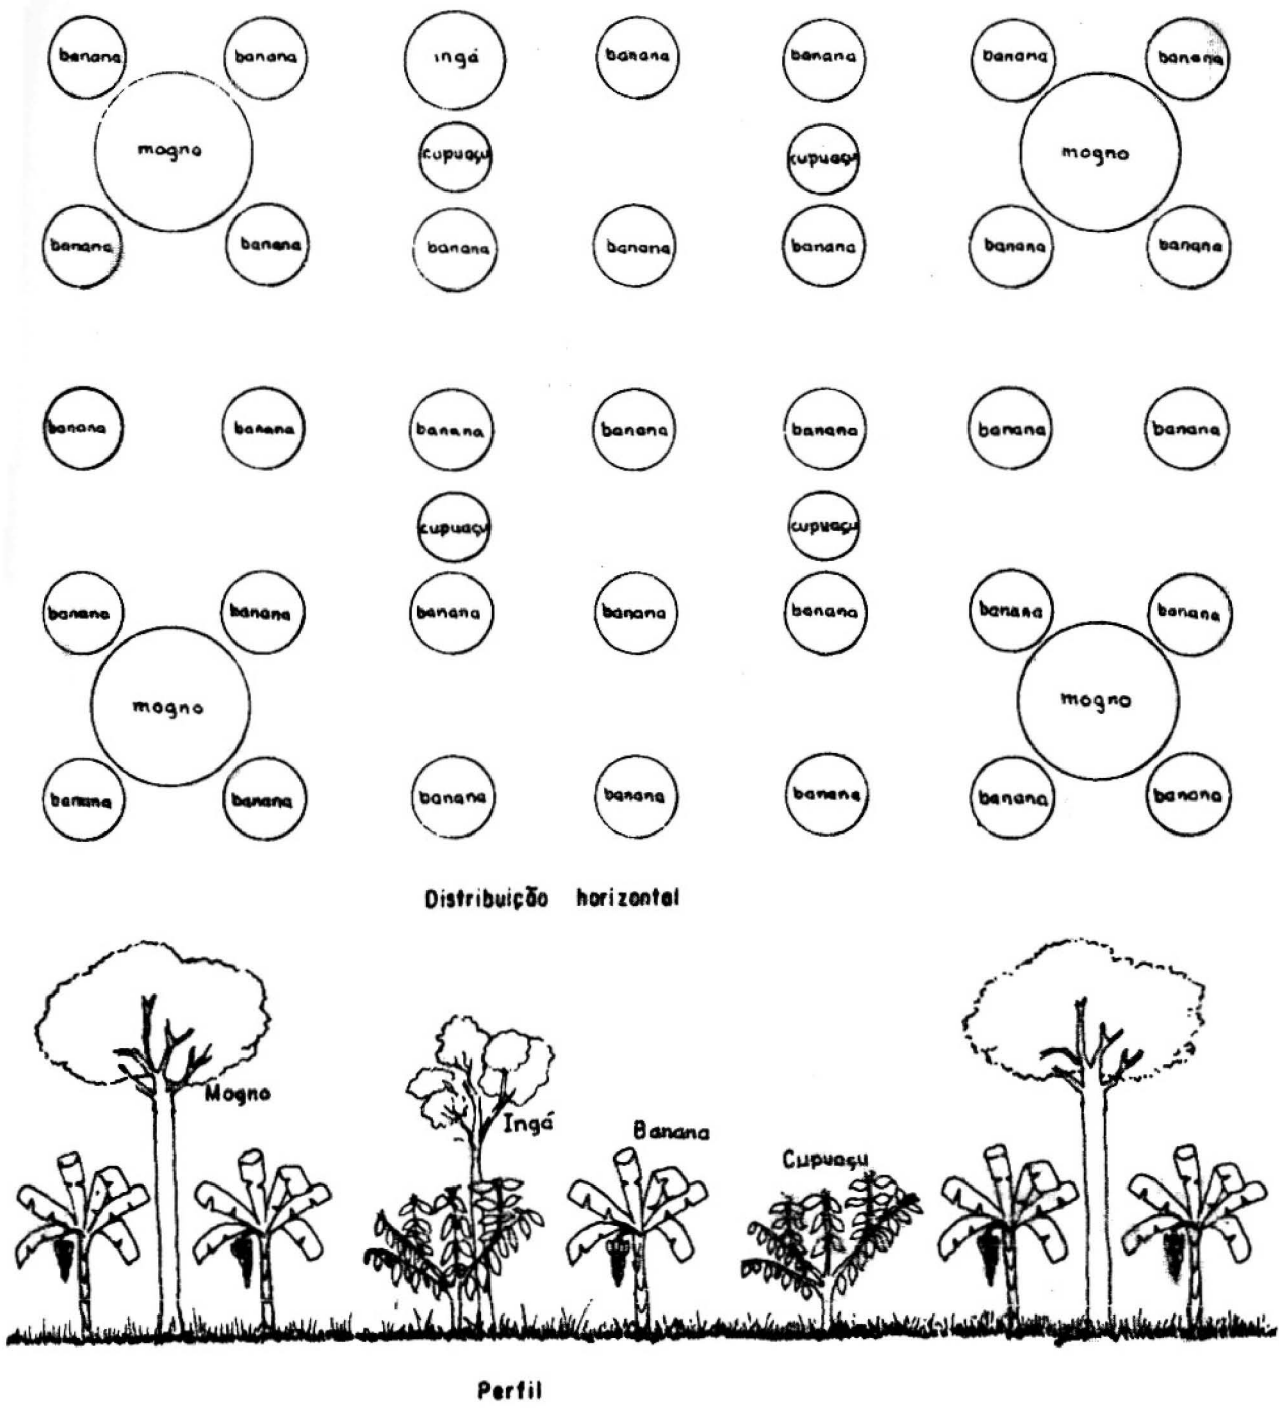 banana banana ingá banana banana banana banana
mogno cupuaçu cupuaçu mogno
banana banana banana banana banana banana banana
banana banana banana banana banana banana banana
cupuaçu cupuaçu
banana banana banana banana banana banana banana
mogno mogno
banana banana banana banana banana banana banana
Distribuição horizontal
Mogno
Ingá
Banana
Cupuaçu
Perfil